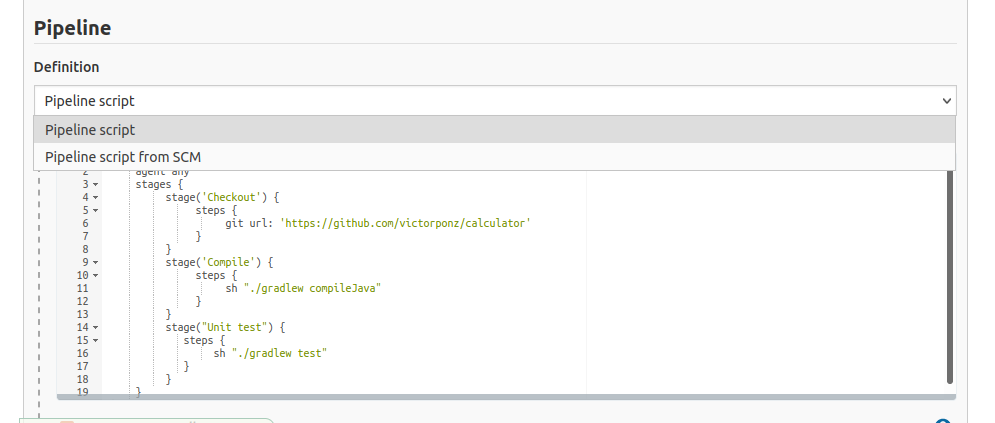 Pipeline
Definition
Pipeline script
Pipeline script
Pipeline script from SCM
2 agent any
3 stages {
4 stage('Checkout') {
5 steps {
6 git url: 'https://github.com/victorponz/calculator'
7 }
8 }
9 stage('Compile') {
10 steps {
11 sh "./gradlew compileJava"
12 }
13 }
14 stage("Unit test") {
15 steps {
16 sh "./gradlew test"
17 }
18 }
19 }